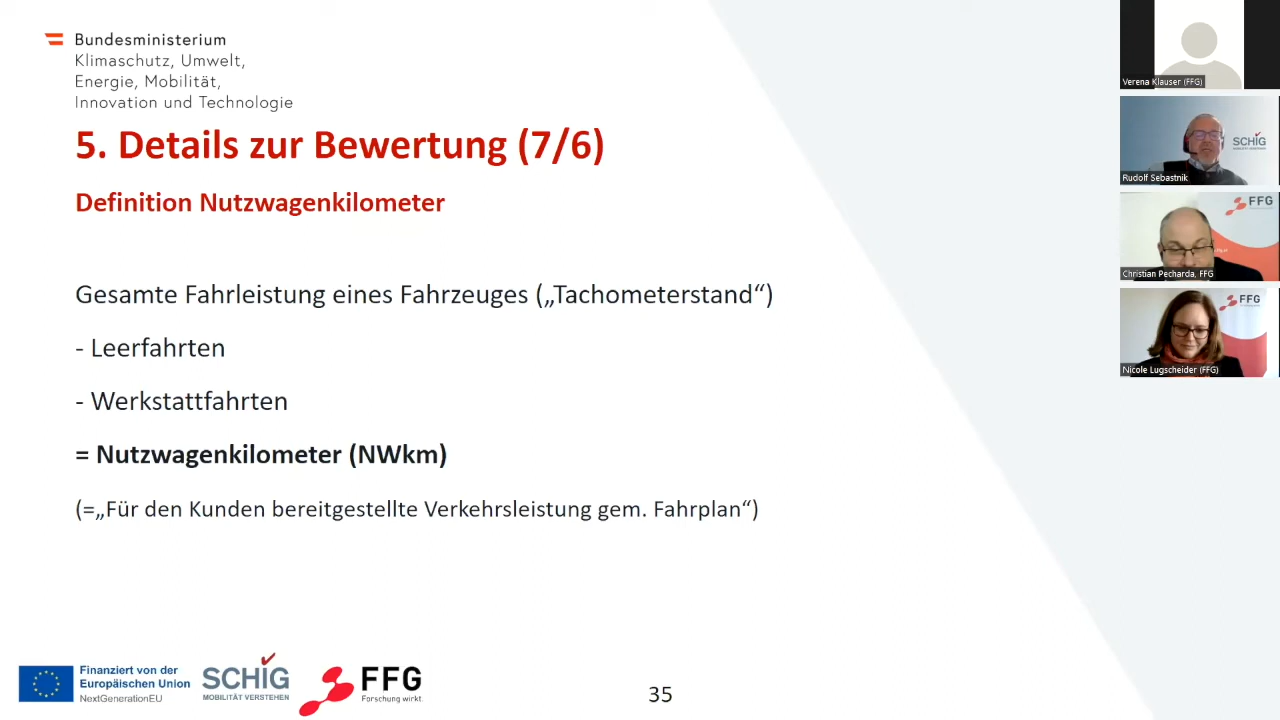 Bundesministerium
Klimaschutz, Umwelt,
Energie, Mobilität,
Innovation und Technologie
5. Details zur Bewertung (7/6)
Definition Nutzwagenkilometer
Gesamte Fahrleistung eines Fahrzeuges („Tachometerstand“)
- Leerfahrten
- Werkstattfahrten
= Nutzwagenkilometer (NWkm)
(=„Für den Kunden bereitgestellte Verkehrsleistung gem. Fahrplan“)
Finanziert von der
Europäischen Union
NextGenerationEU
SCHIG
MOBILITÄT VERSTEHEN
FFG
Forschung wirkt.
35
Verena Klauser (FFG)
SCHIG
Rudolf Sebastnik
FFG
Christian Pecharda, FFG
FFG
Nicole Lugscheider (FFG)